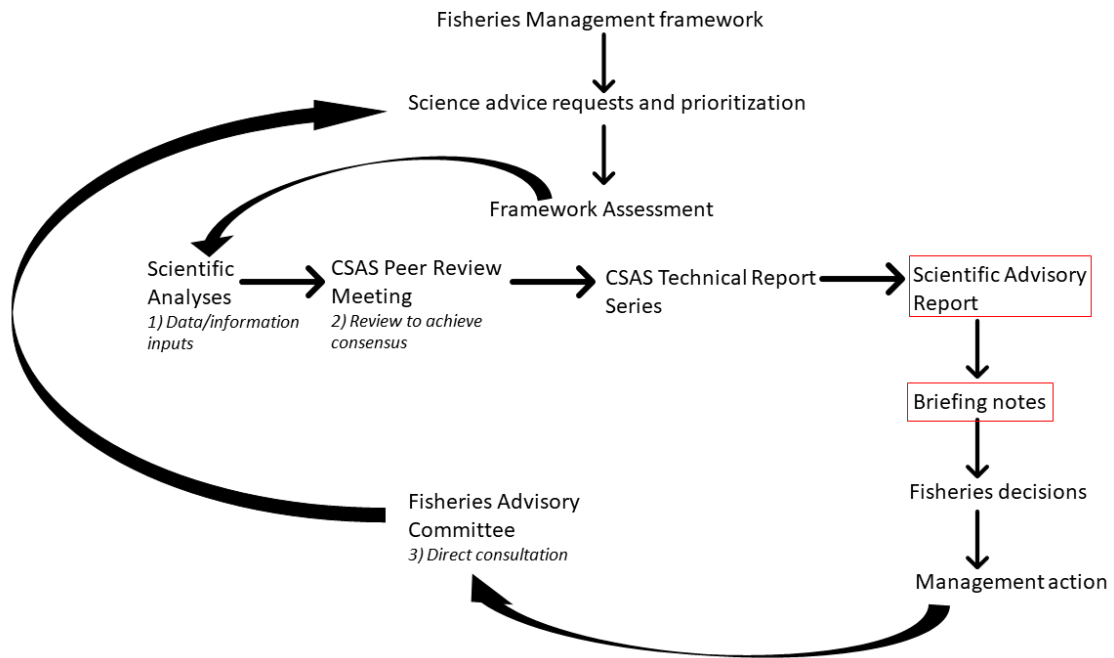 Fisheries Management framework
Science advice requests and prioritization
Framework Assessment
Scientific
Analyses
1) Data/information
inputs
CSAS Peer Review
Meeting
2) Review to achieve
consensus
CSAS Technical Report
Series
Scientific Advisory
Report
Briefing notes
Fisheries decisions
Management action
Fisheries Advisory
Committee
3) Direct consultation